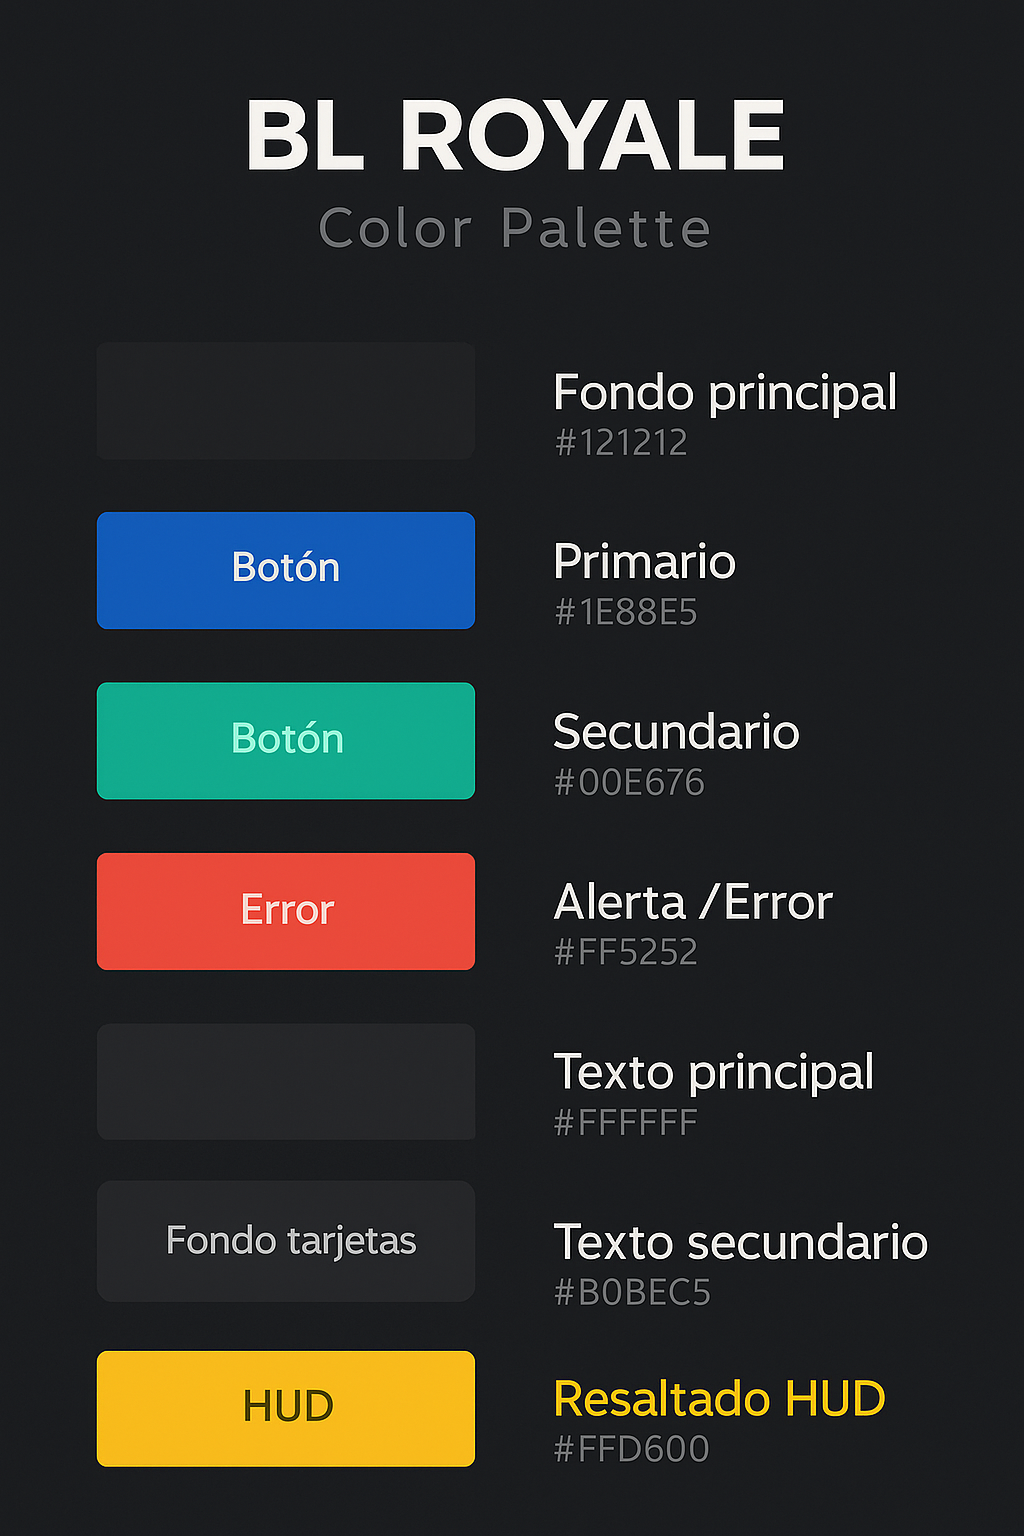 BL ROYALE
Color Palette
Fondo principal
#121212
Botón
Primario
#1E88E5
Botón
Secundario
#00E676
Error
Alerta /Error
#FF5252
Texto principal
#FFFFFF
Fondo tarjetas
Texto secundario
#B0BEC5
HUD
Resaltado HUD
#FFD600